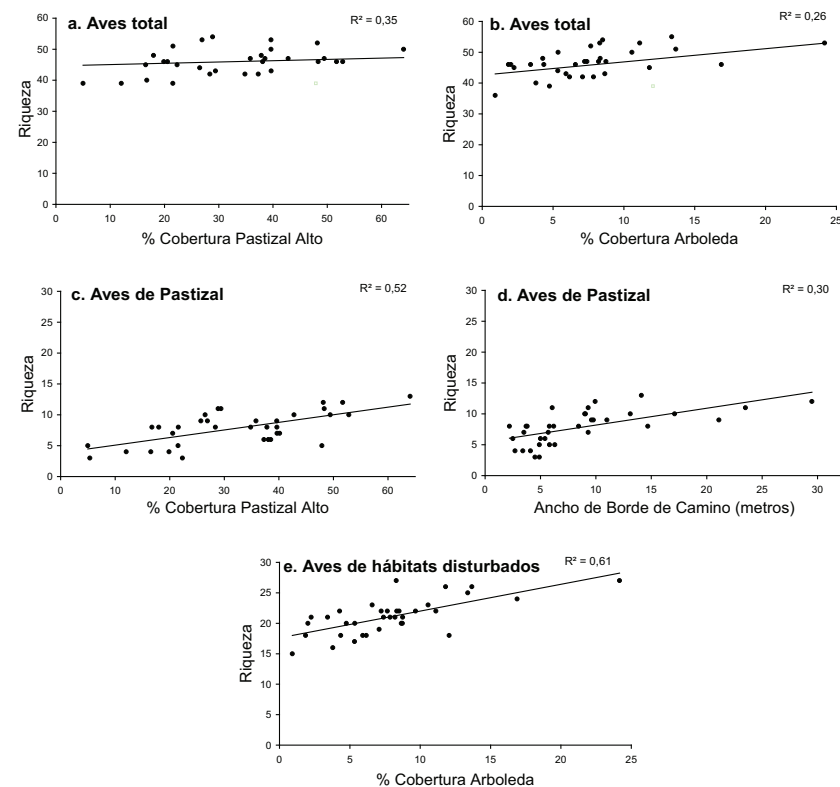 a. Aves total
R² = 0,35
60
50
40
30
20
10
0
Riqueza
0 10 20 30 40 50 60
% Cobertura Pastizal Alto
b. Aves total
R² = 0,26
60
50
40
30
20
10
0
Riqueza
0 5 10 15 20 25
% Cobertura Arboleda
c. Aves de Pastizal
R² = 0,52
30
25
20
15
10
5
0
Riqueza
0 10 20 30 40 50 60
% Cobertura Pastizal Alto
d. Aves de Pastizal
R² = 0,30
30
25
20
15
10
5
0
Riqueza
0 5 10 15 20 25 30
Ancho de Borde de Camino (metros)
e. Aves de hábitats disturbados
R² = 0,61
30
25
20
15
10
5
0
Riqueza
0 5 10 15 20 25
% Cobertura Arboleda